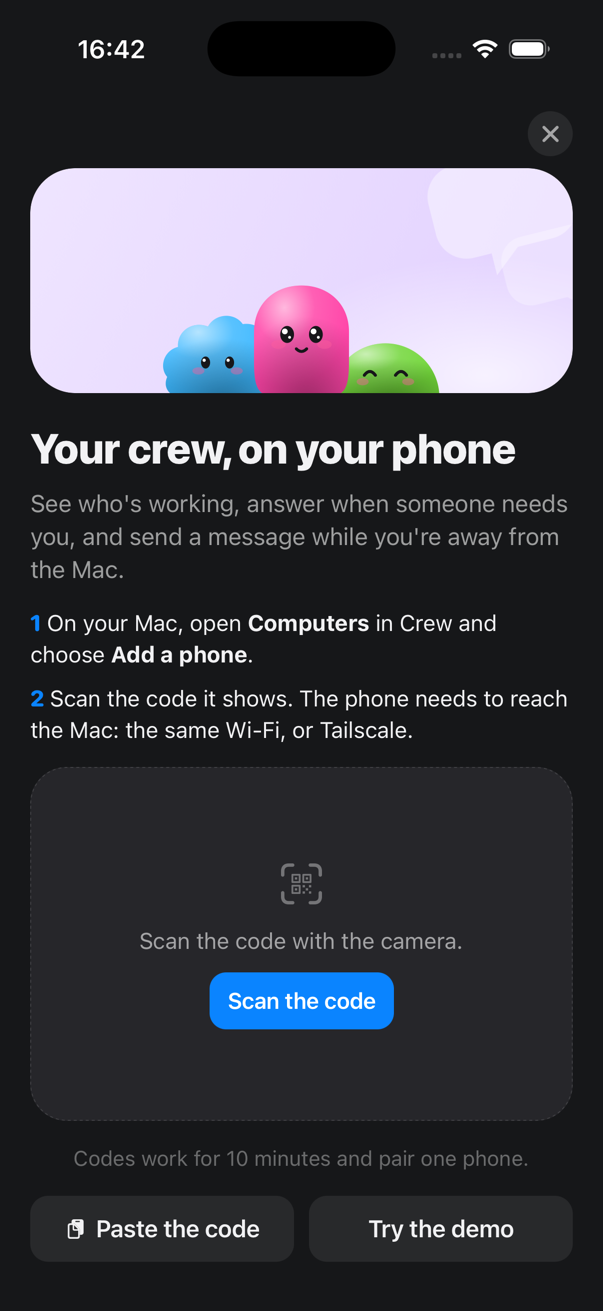 16:42
Your crew, on your phone
See who's working, answer when someone needs
you, and send a message while you're away from
the Mac.
1 On your Mac, open Computers in Crew and
choose Add a phone.
2 Scan the code it shows. The phone needs to reach
the Mac: the same Wi-Fi, or Tailscale.
Scan the code with the camera.
Scan the code
Codes work for 10 minutes and pair one phone.
Paste the code
Try the demo